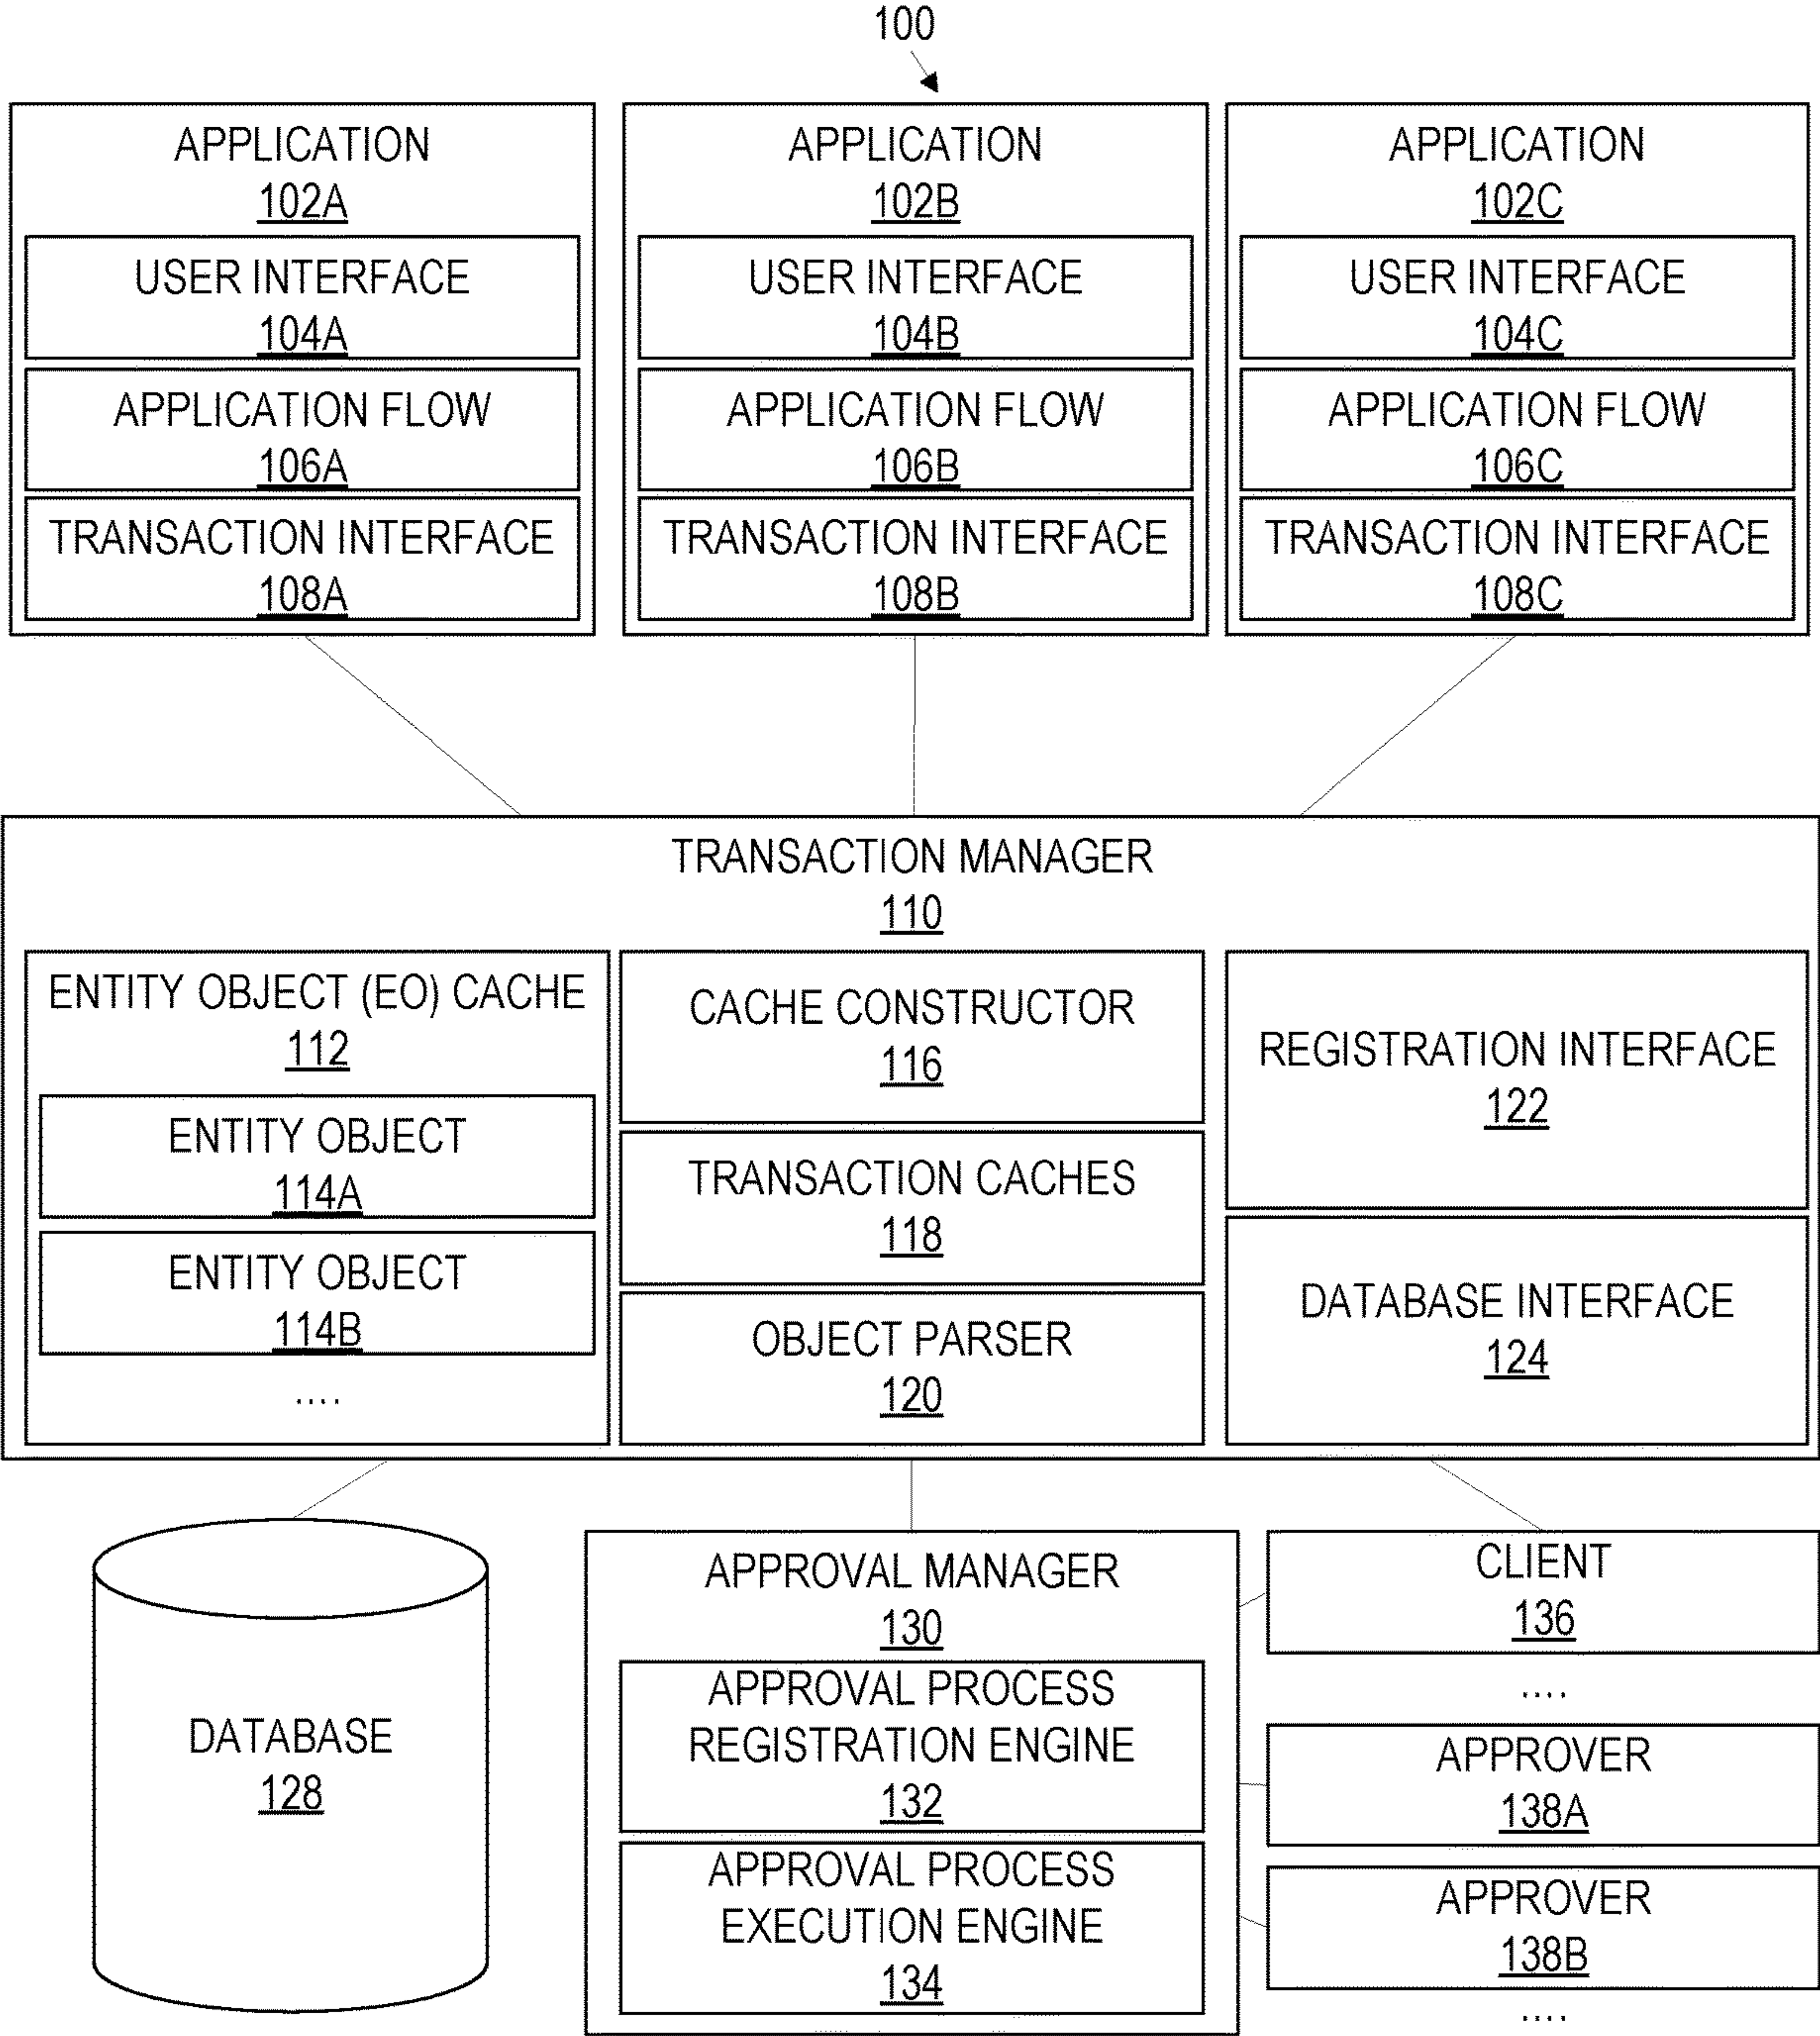 100
APPLICATION
102A
USER INTERFACE
104A
APPLICATION FLOW
106A
TRANSACTION INTERFACE
108A
APPLICATION
102B
USER INTERFACE
104B
APPLICATION FLOW
106B
TRANSACTION INTERFACE
108B
APPLICATION
102C
USER INTERFACE
104C
APPLICATION FLOW
106C
TRANSACTION INTERFACE
108C
TRANSACTION MANAGER
110
ENTITY OBJECT (EO) CACHE
112
ENTITY OBJECT
114A
ENTITY OBJECT
114B
....
CACHE CONSTRUCTOR
116
TRANSACTION CACHES
118
OBJECT PARSER
120
REGISTRATION INTERFACE
122
DATABASE INTERFACE
124
DATABASE
128
APPROVAL MANAGER
130
APPROVAL PROCESS
REGISTRATION ENGINE
132
APPROVAL PROCESS
EXECUTION ENGINE
134
CLIENT
136
....
APPROVER
138A
APPROVER
138B
....